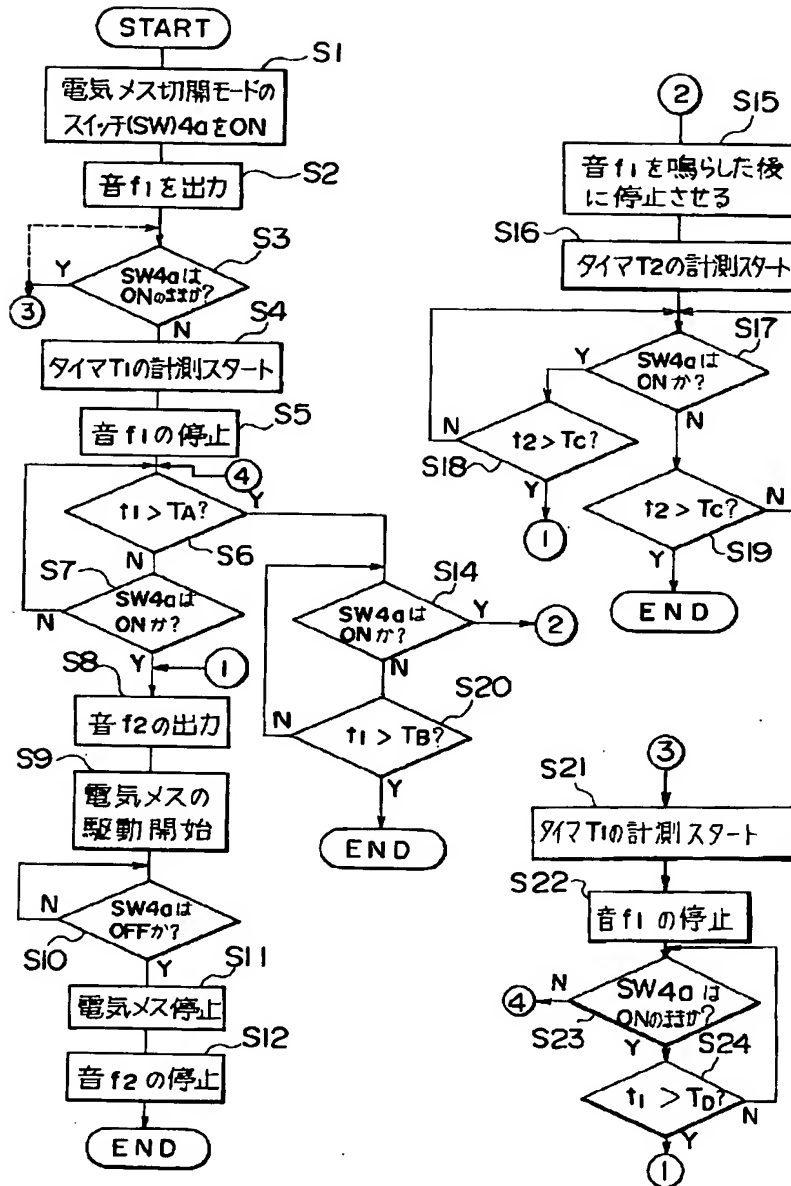 START
S1
電気メス切開モードの
スイッチ(SW)4aをON
S2
音f1を出力
S3
SW4aは
ONのままか?
Y
N
③
S4
タイマT1の計測スタート
S5
音f1の停止
④
t1 > TA?
Y
N
S6
S7
SW4aは
ONか?
N
Y
①
S8
音f2の出力
S9
電気メスの
駆動開始
SW4aは
OFFか?
N
Y
S10
S11
電気メス停止
S12
音f2の停止
END
S14
SW4aは
ONか?
Y
②
N
S20
t1 > TB?
N
Y
END
②
S15
音f1を鳴らした後
に停止させる
S16
タイマT2の計測スタート
S17
SW4aは
ONか?
Y
N
t2 > Tc?
N
S18
Y
①
t2 > Tc?
N
S19
Y
END
③
S21
タイマT1の計測スタート
S22
音f1の停止
SW4aは
ONのままか?
N
④
S23
Y
S24
t1 > TD?
N
Y
①